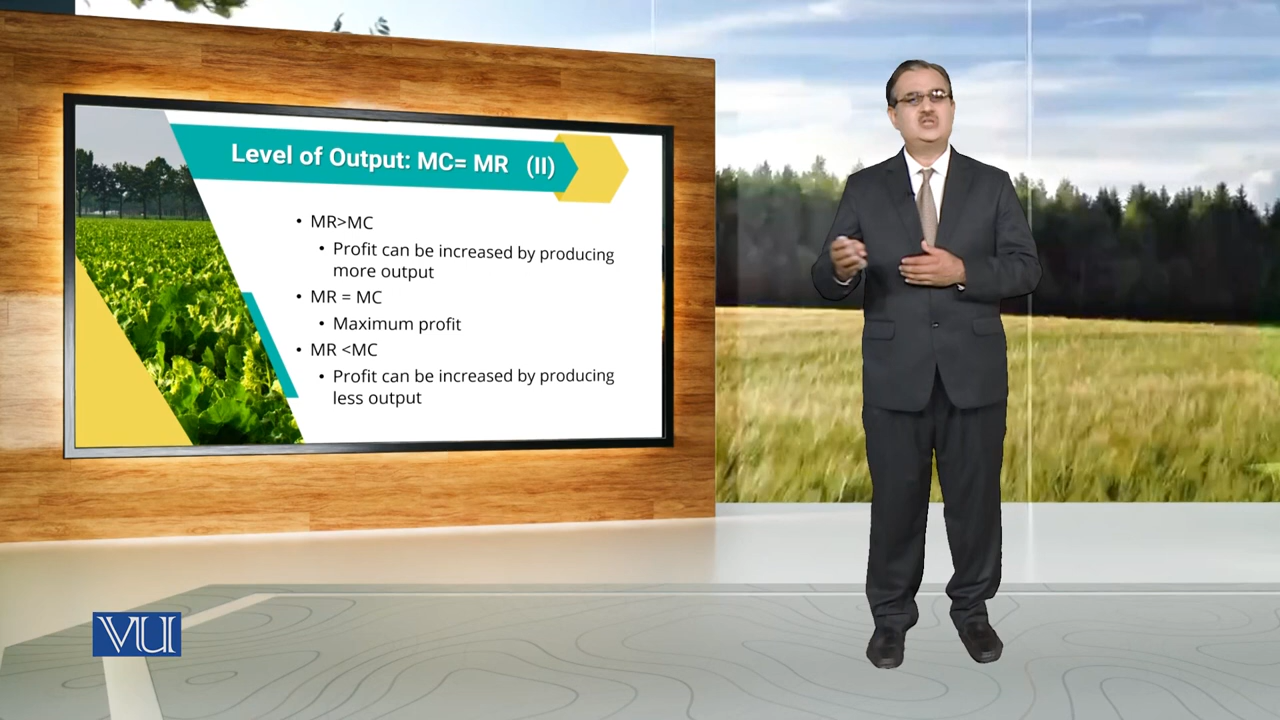 Level of Output: MC= MR (II)
• MR>MC
• Profit can be increased by producing
more output
• MR = MC
• Maximum profit
• MR <MC
• Profit can be increased by producing
less output
VU